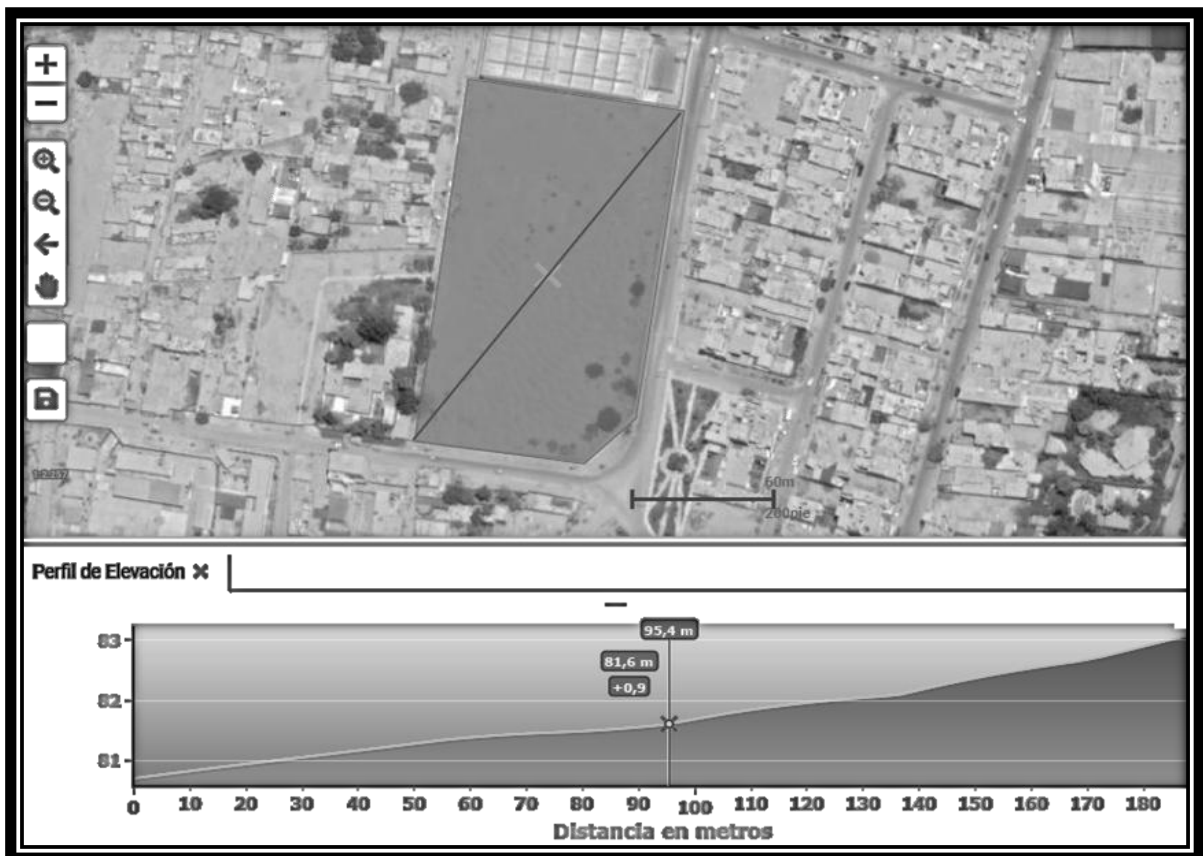 +
−
60m
200pie
Perfil de Elevación ✖
95,4 m
83
81,6 m
+0,9
82
81
0 10 20 30 40 50 60 70 80 90 100 110 120 130 140 150 160 170 180
Distancia en metros